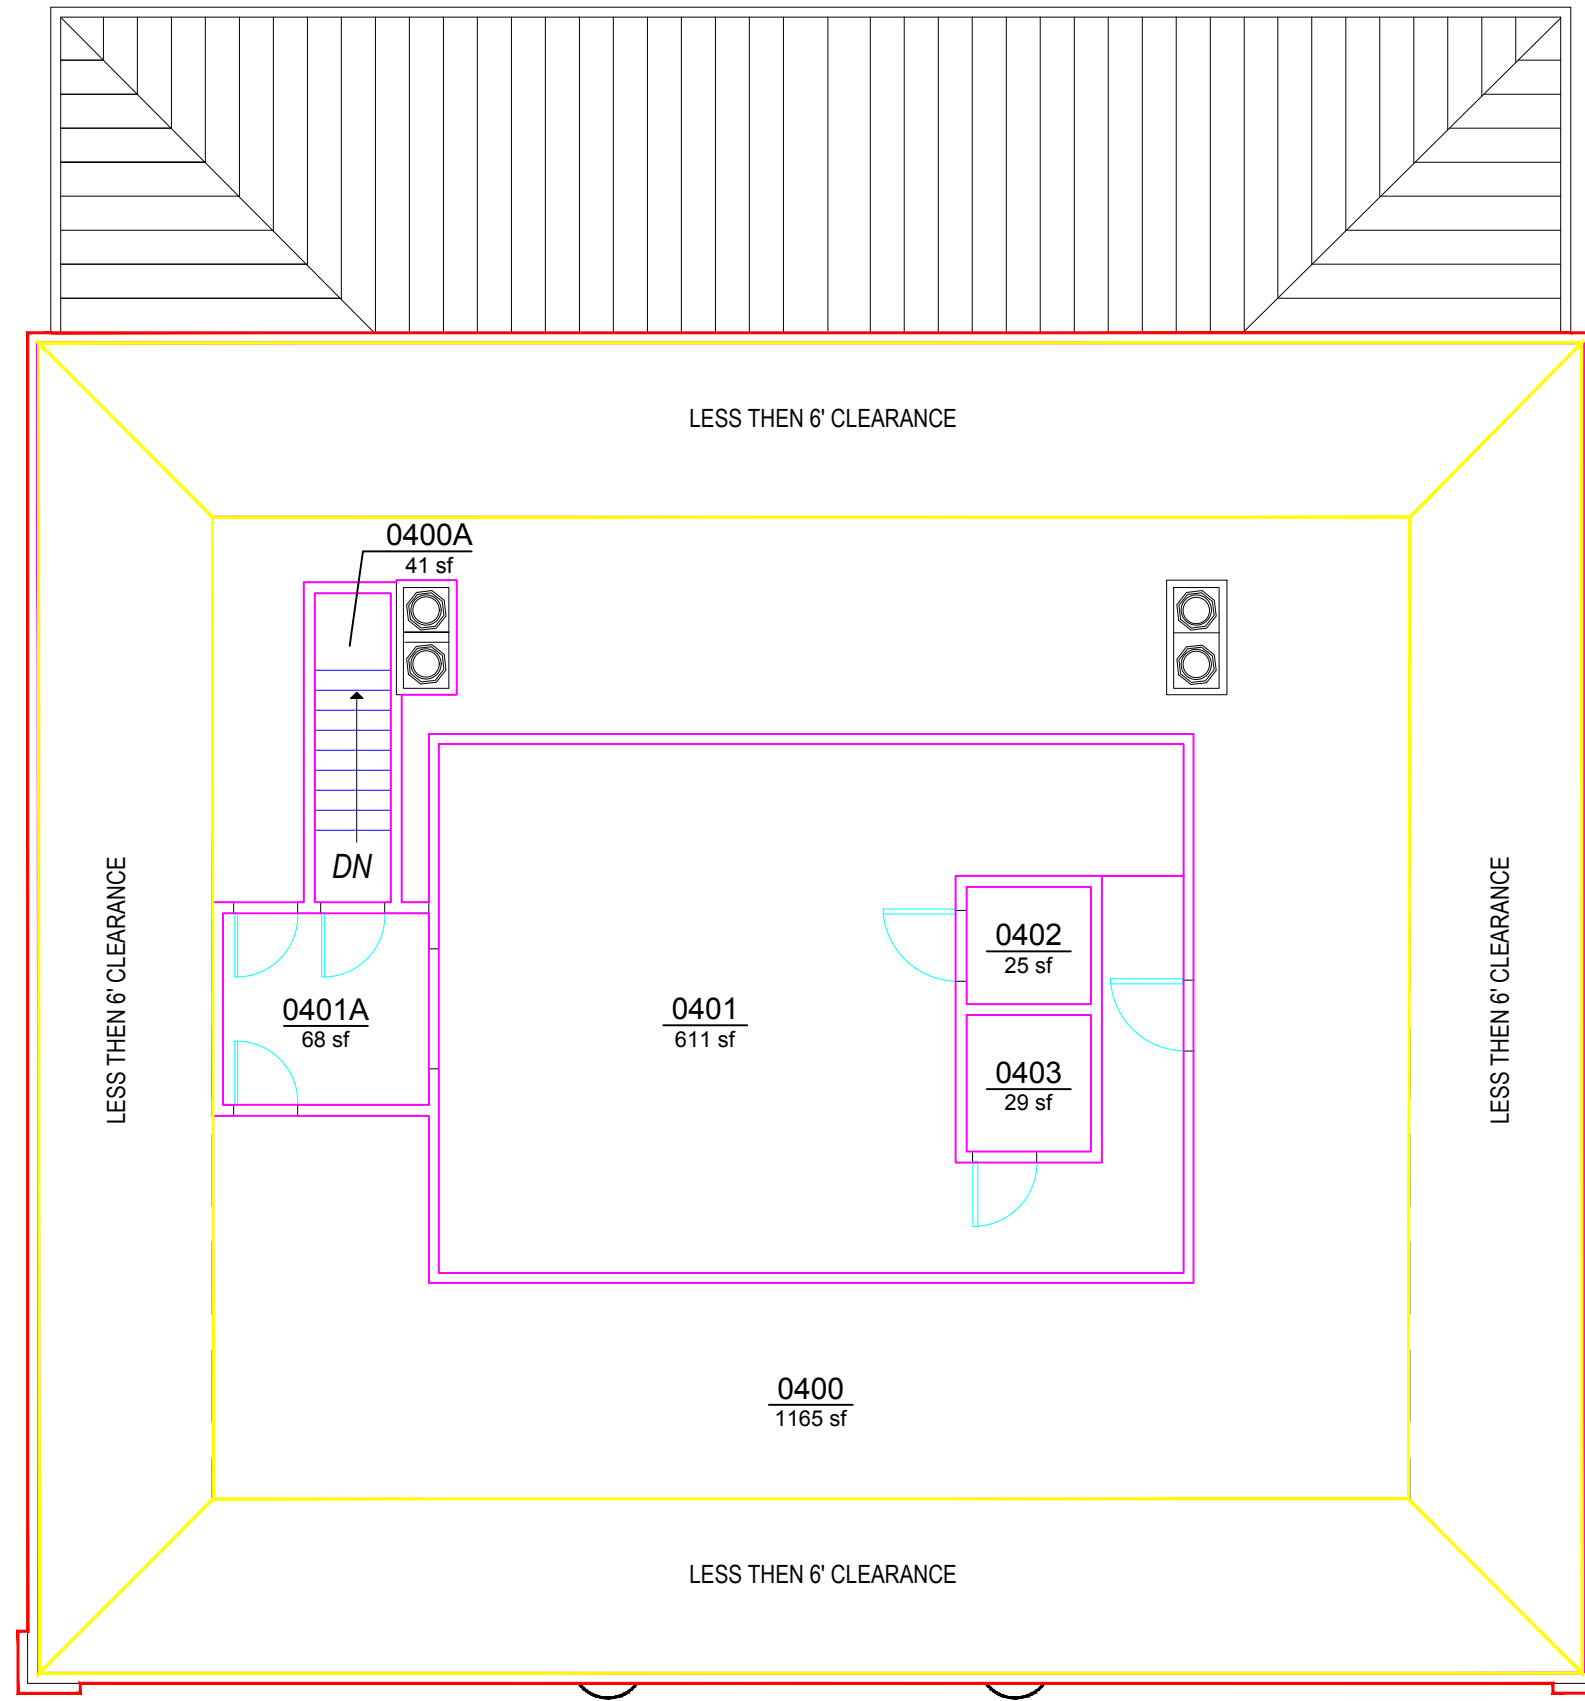 LESS THEN 6' CLEARANCE
0400A
41 sf
DN
LESS THEN 6' CLEARANCE
LESS THEN 6' CLEARANCE
0402
25 sf
0401A
68 sf
0401
611 sf
0403
29 sf
0400
1165 sf
LESS THEN 6' CLEARANCE